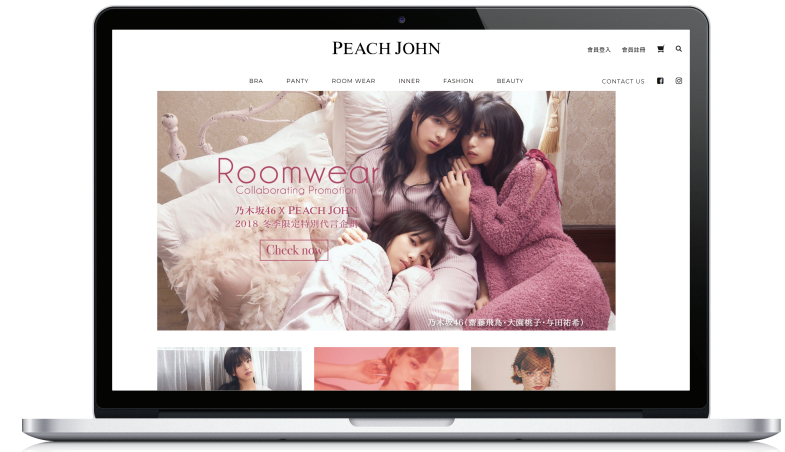 PEACH JOHN
會員登入 會員註冊
BRA PANTY ROOM WEAR INNER FASHION BEAUTY CONTACT US
Roomwear
Collaborating Promotion
乃木坂46 X PEACH JOHN
2018 冬季限定特別代言企劃
Check now
乃木坂46（齋藤飛鳥・大園桃子・与田祐希）